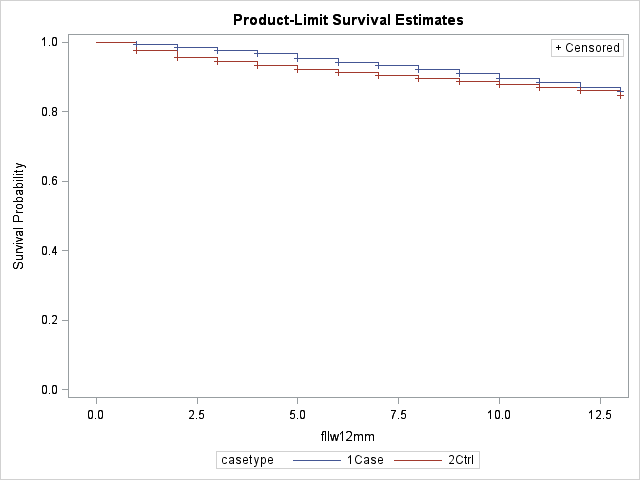 Product-Limit Survival Estimates
+ Censored
Survival Probability
1.0
0.8
0.6
0.4
0.2
0.0
0.0 2.5 5.0 7.5 10.0 12.5
fllw12mm
casetype 1Case 2Ctrl